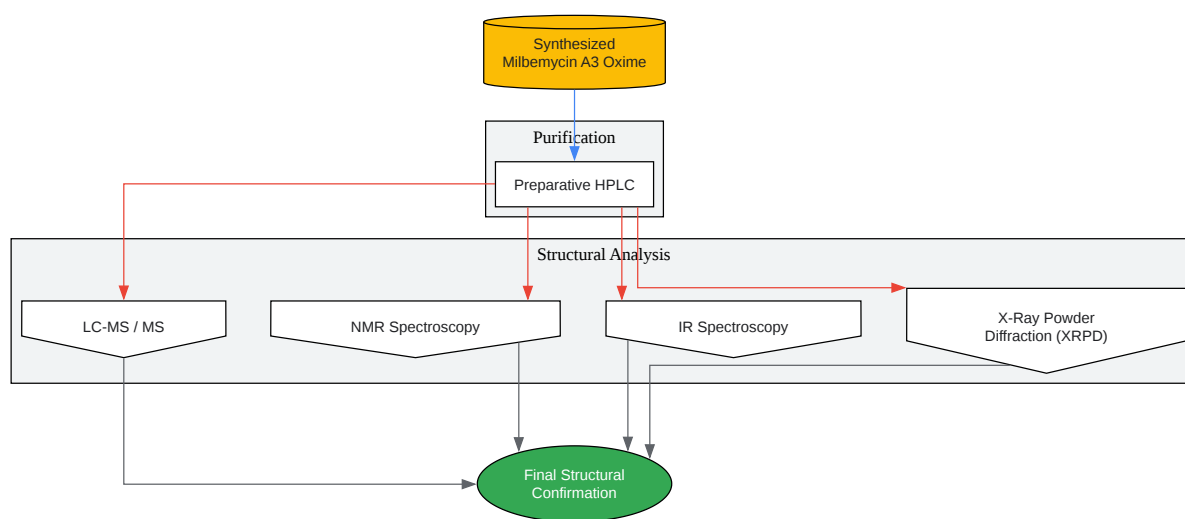 Synthesized
Milbemycin A3 Oxime
Purification
Preparative HPLC
Structural Analysis
LC-MS / MS
NMR Spectroscopy
IR Spectroscopy
X-Ray Powder
Diffraction (XRPD)
Final Structural
Confirmation